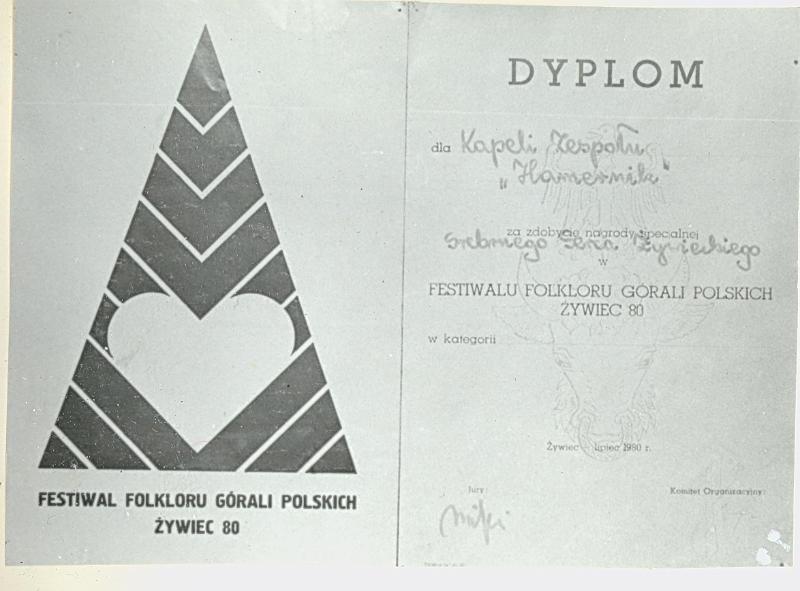 FESTIWAL FOLKLORU GÓRALI POLSKICH
ŻYWIEC 80
DYPLOM
dla Kapeli Zespołu
„Hamernik"
za zdobycie nagrody specjalnej
Srebrnego Serca Żywieckiego
w
FESTIWALU FOLKLORU GÓRALI POLSKICH
ŻYWIEC 80
w kategorii
Żywiec - lipiec 1980 r.
Jury:
Komitet Organizacyjny: